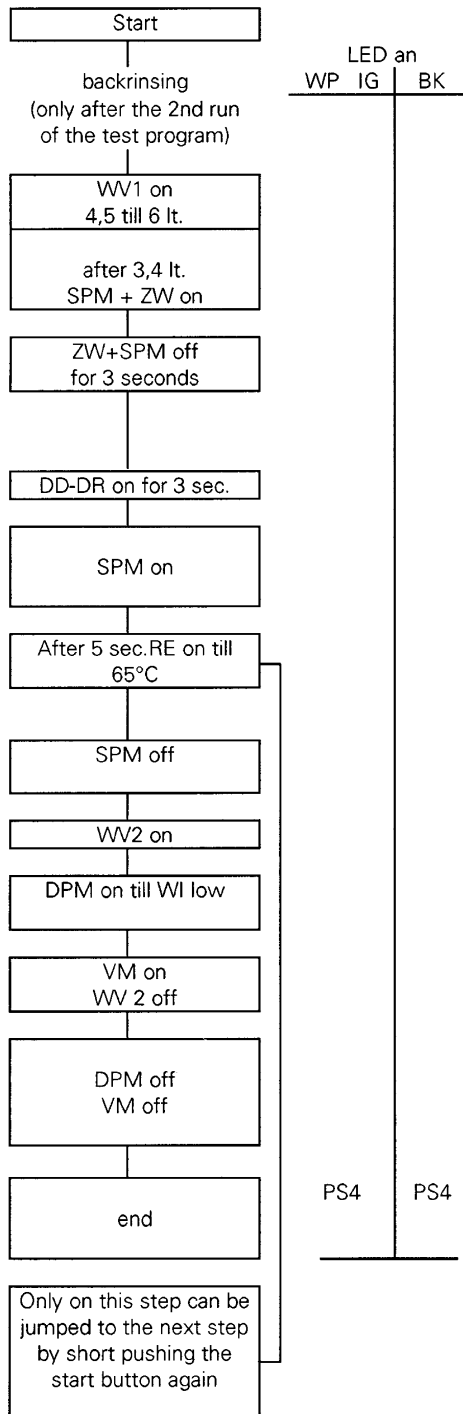 Start
LED an
WP IG BK
backrinsing
(only after the 2nd run
of the test program)
WV1 on
4,5 till 6 lt.
after 3,4 lt.
SPM + ZW on
ZW+SPM off
for 3 seconds
DD-DR on for 3 sec.
SPM on
After 5 sec.RE on till
65°C
SPM off
WV2 on
DPM on till WI low
VM on
WV 2 off
DPM off
VM off
end
PS4 PS4
Only on this step can be
jumped to the next step
by short pushing the
start button again